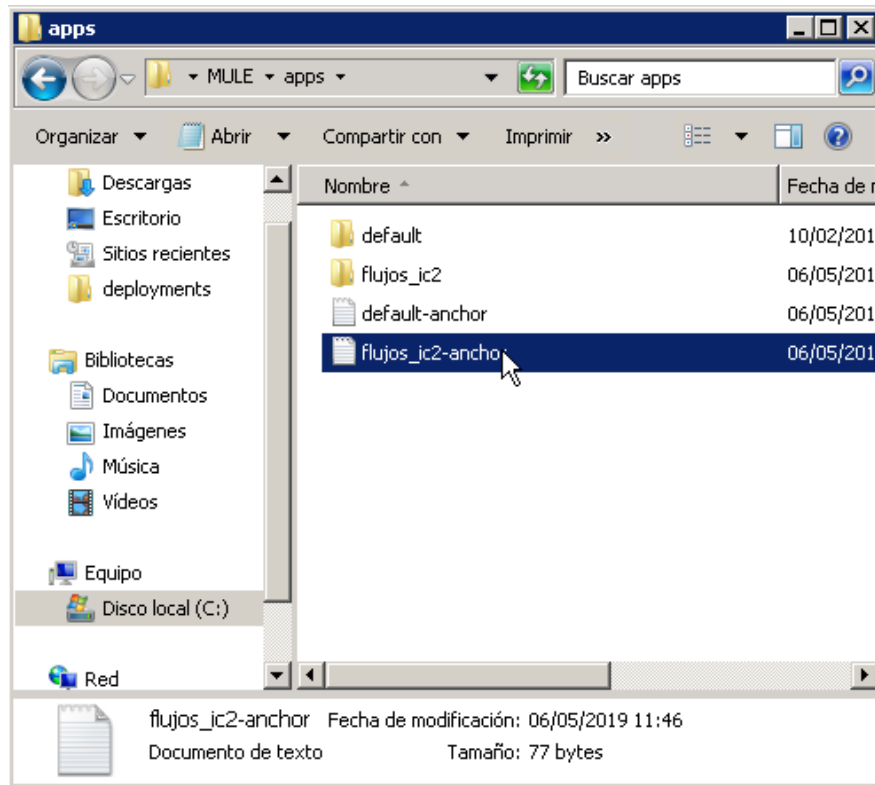 apps
MULE apps
Buscar apps
Organizar Abrir Compartir con Imprimir »
Descargas
Escritorio
Sitios recientes
deployments
Bibliotecas
Documentos
Imágenes
Música
Vídeos
Equipo
Disco local (C:)
Red
Nombre Fecha de
default 10/02/201
flujos_ic2 06/05/201
default-anchor 06/05/201
flujos_ic2-ancho 06/05/201
flujos_ic2-anchor Fecha de modificación: 06/05/2019 11:46
Documento de texto Tamaño: 77 bytes